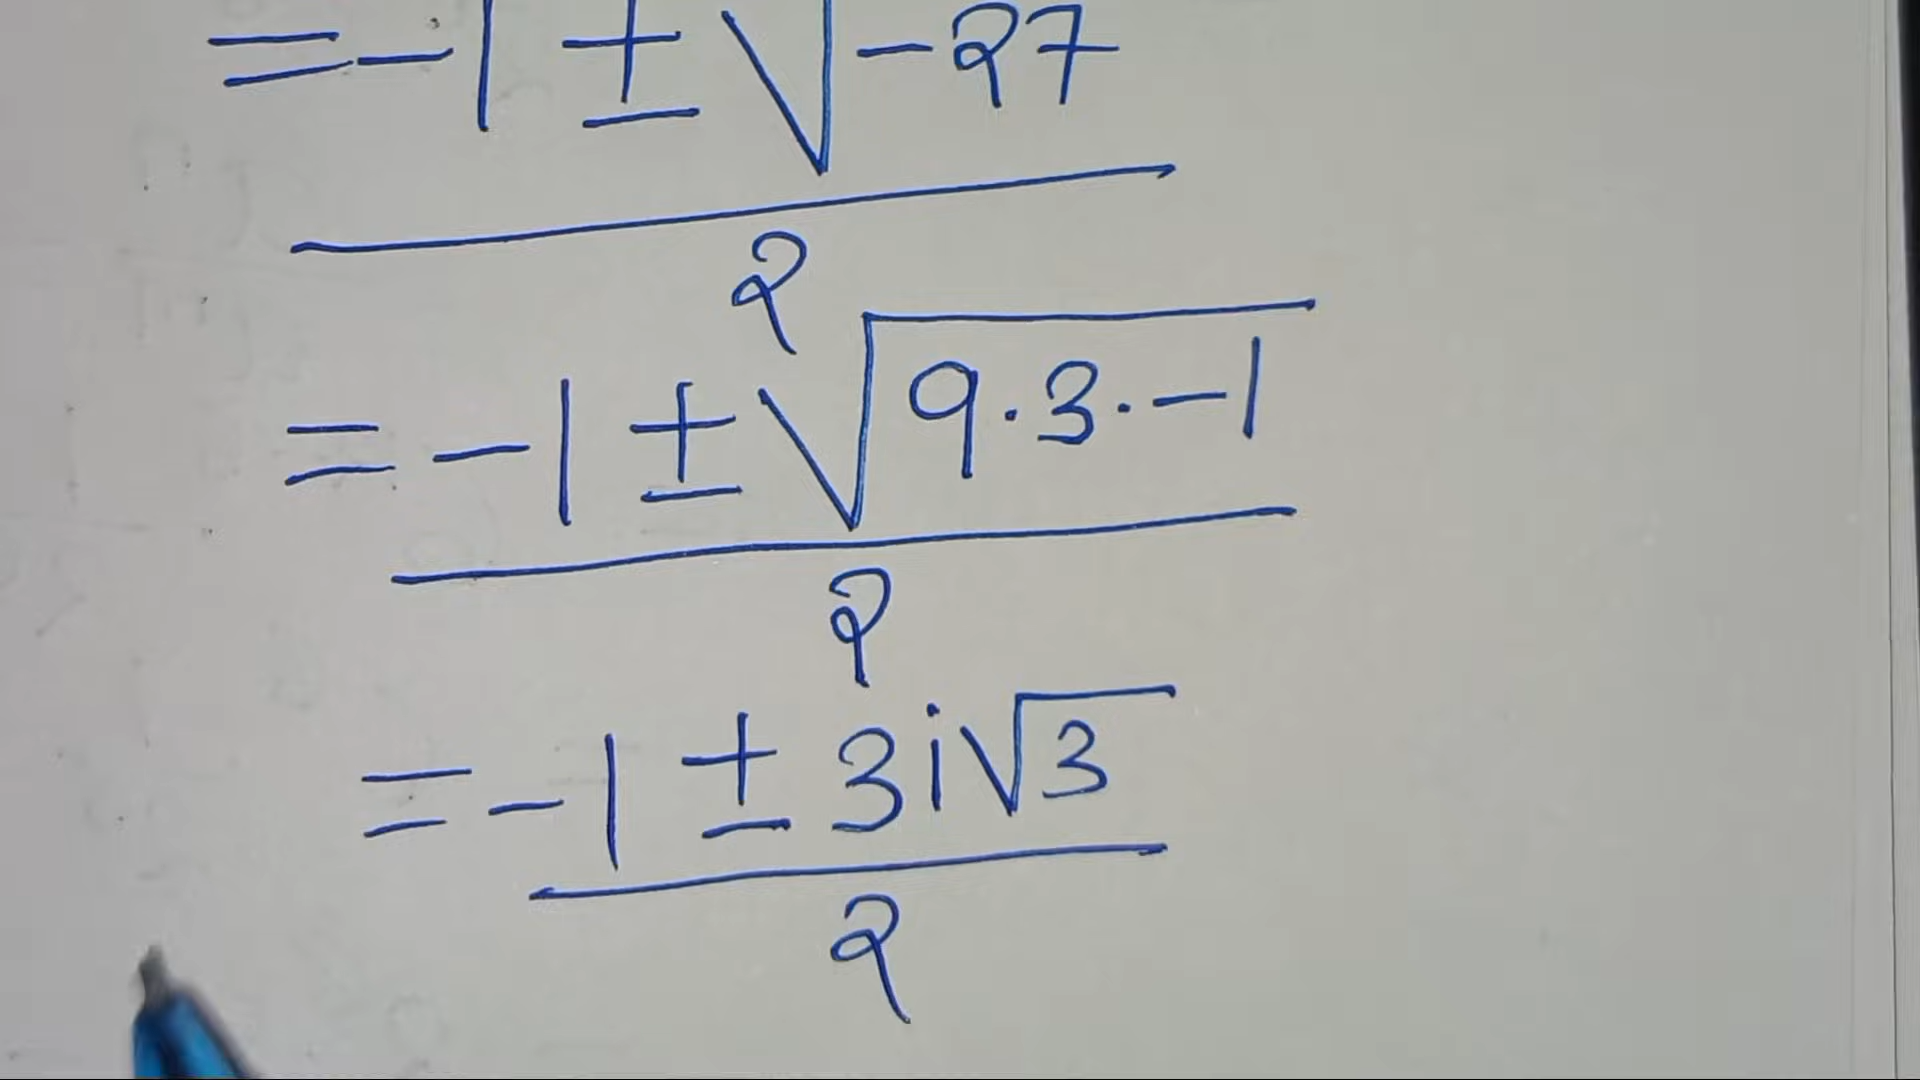 = -1 ± √-27
2
= -1 ± √9·3·-1
2
= -1 ± 3i√3
2